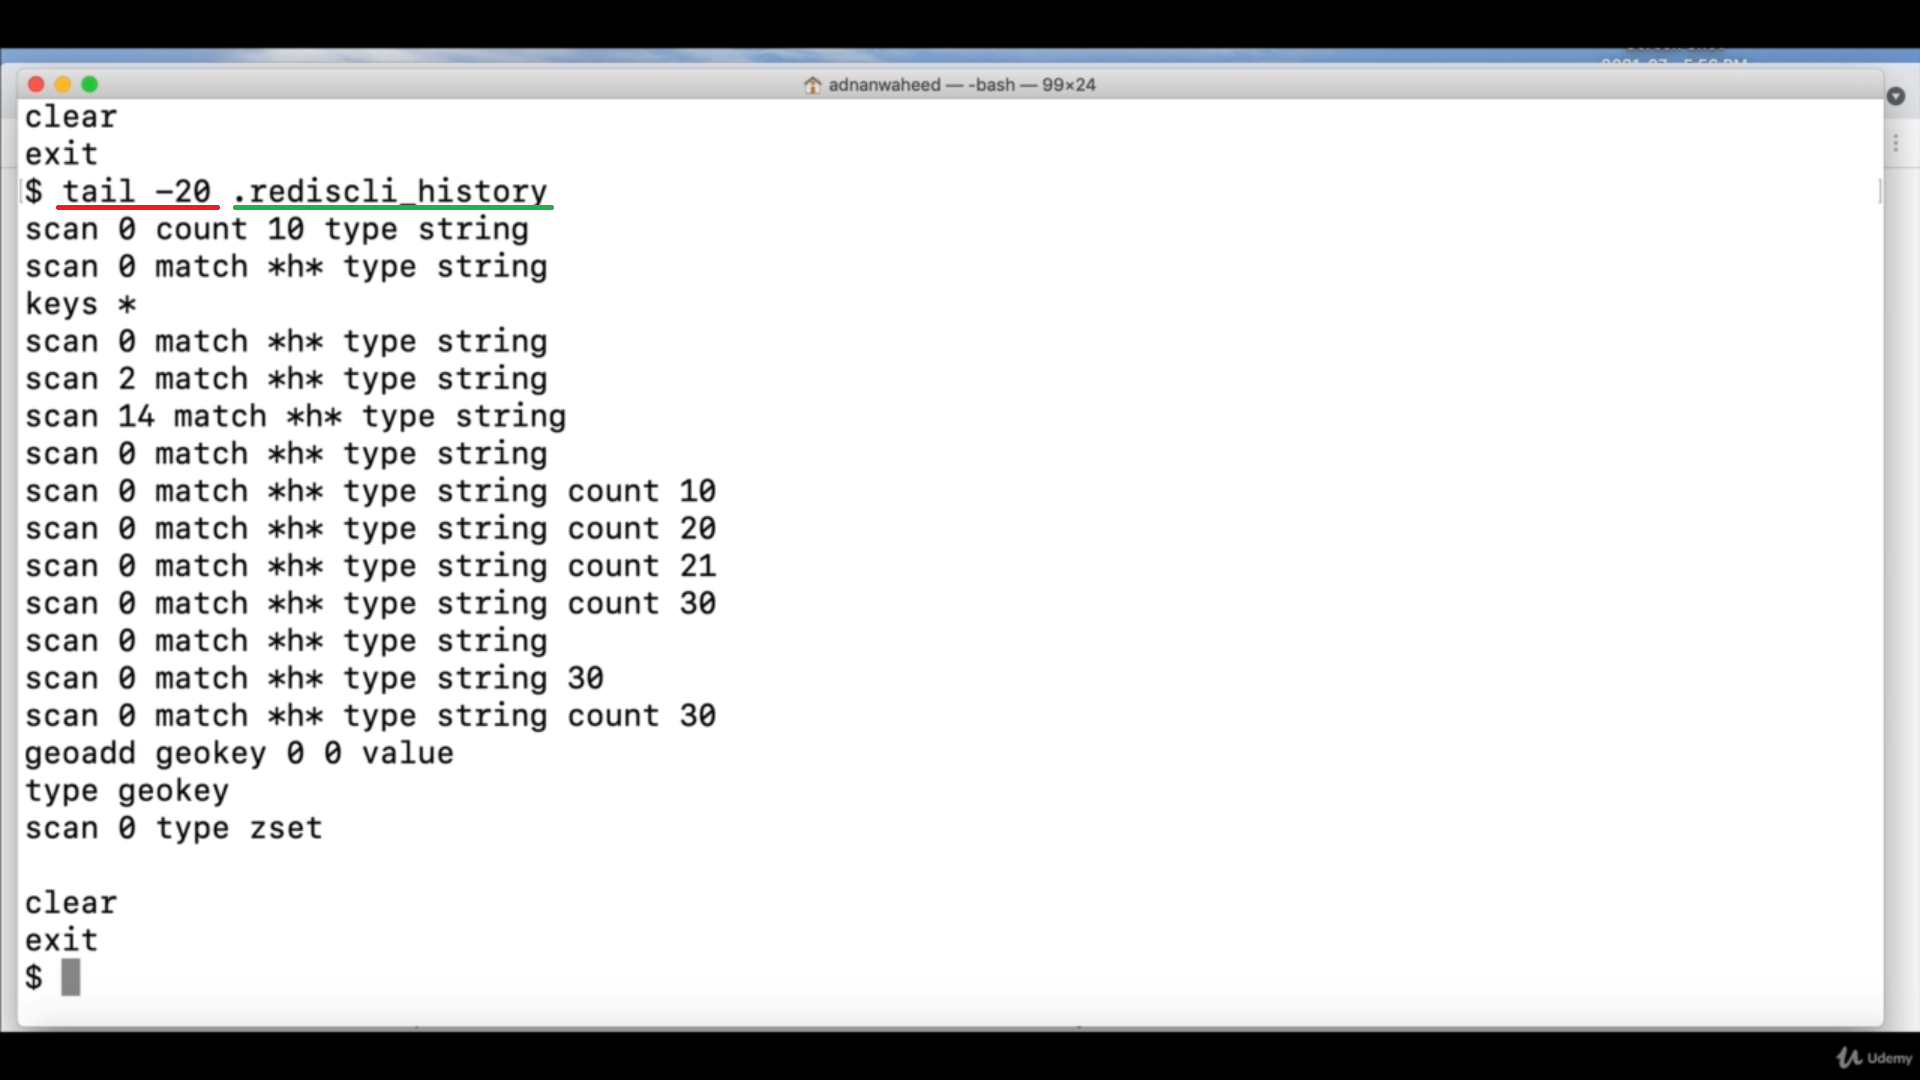 adnanwaheed — -bash — 99×24
clear
exit
$ tail -20 .rediscli_history
scan 0 count 10 type string
scan 0 match *h* type string
keys *
scan 0 match *h* type string
scan 2 match *h* type string
scan 14 match *h* type string
scan 0 match *h* type string
scan 0 match *h* type string count 10
scan 0 match *h* type string count 20
scan 0 match *h* type string count 21
scan 0 match *h* type string count 30
scan 0 match *h* type string
scan 0 match *h* type string 30
scan 0 match *h* type string count 30
geoadd geokey 0 0 value
type geokey
scan 0 type zset
clear
exit
$
Udemy